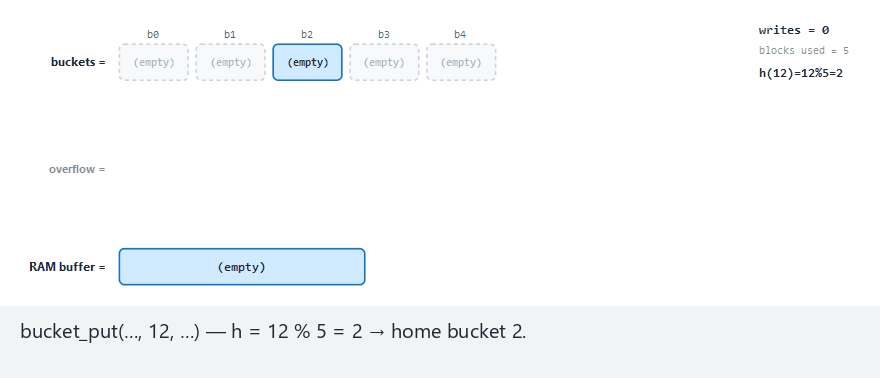 b0 b1 b2 b3 b4
buckets = (empty) (empty) (empty) (empty) (empty)
writes = 0
blocks used = 5
h(12)=12%5=2
overflow =
RAM buffer = (empty)
bucket_put(…, 12, …) — h = 12 % 5 = 2 → home bucket 2.